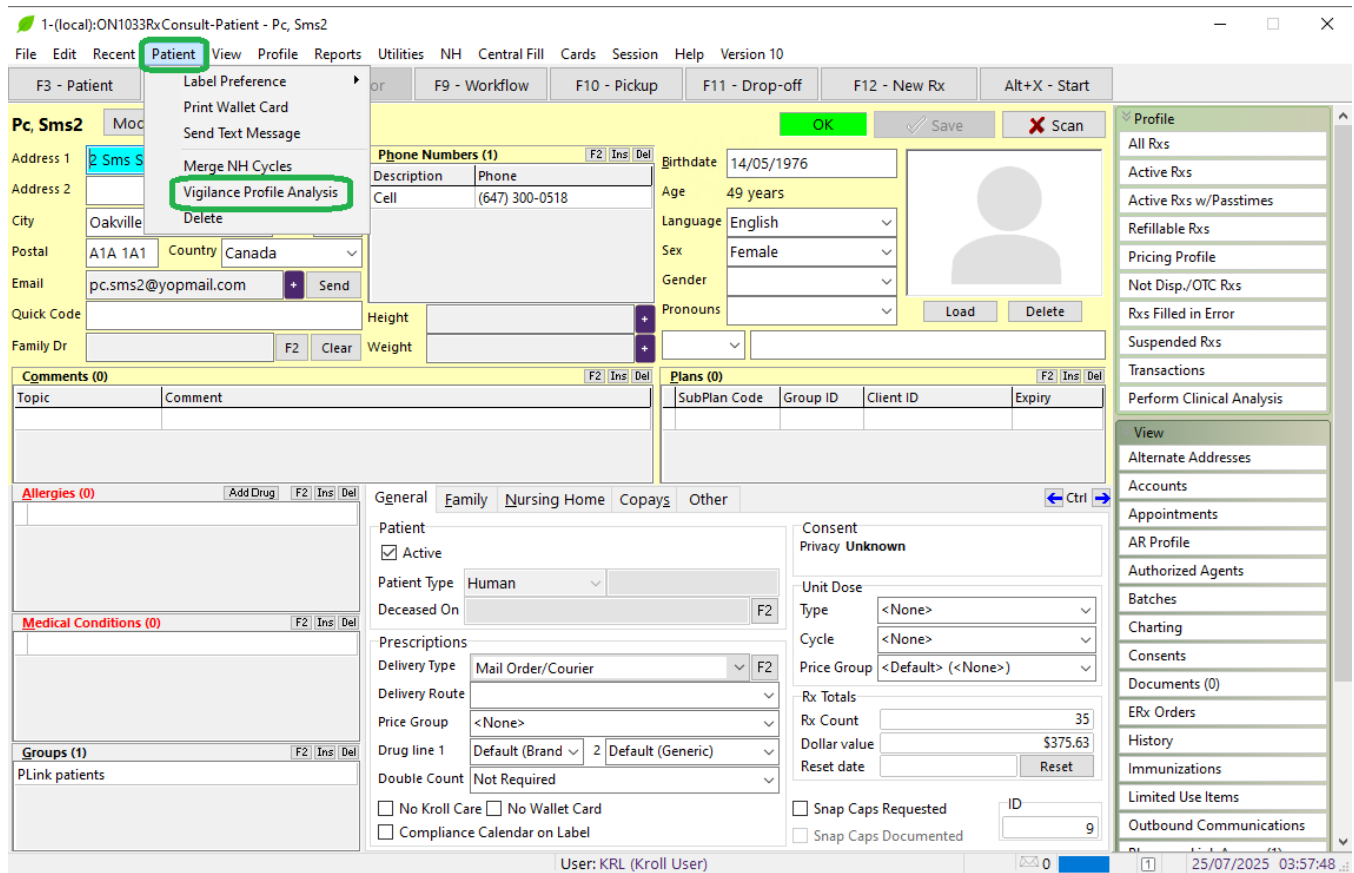 1-(local):ON1033RxConsult-Patient - Pc, Sms2
File Edit Recent Patient View Profile Reports Utilities NH Central Fill Cards Session Help Version 10
F3 - Patient or F9 - Workflow F10 - Pickup F11 - Drop-off F12 - New Rx Alt+X - Start
Label Preference
Print Wallet Card
Send Text Message
Merge NH Cycles
Vigilance Profile Analysis
Delete
Pc, Sms2 Mod OK Save Scan
Address 1 2 Sms S
Address 2
City Oakville
Postal A1A 1A1 Country Canada
Email pc.sms2@yopmail.com + Send
Quick Code
Family Dr F2 Clear
Phone Numbers (1) F2 Ins Del
Description Phone
Cell (647) 300-0518
Height +
Weight +
Birthdate 14/05/1976
Age 49 years
Language English
Sex Female
Gender
Pronouns
Load Delete
Comments (0) F2 Ins Del
Topic Comment
Plans (0) F2 Ins Del
SubPlan Code Group ID Client ID Expiry
Allergies (0) Add Drug F2 Ins Del
Medical Conditions (0) F2 Ins Del
Groups (1) F2 Ins Del
PLink patients
General Family Nursing Home Copays Other Ctrl
Patient
Active
Patient Type Human
Deceased On F2
Prescriptions
Delivery Type Mail Order/Courier F2
Delivery Route
Price Group <None>
Drug line 1 Default (Brand 2 Default (Generic)
Double Count Not Required
No Kroll Care No Wallet Card
Compliance Calendar on Label
Consent
Privacy Unknown
Unit Dose
Type <None>
Cycle <None>
Price Group <Default> (<None>)
Rx Totals
Rx Count 35
Dollar value $375.63
Reset date Reset
Snap Caps Requested
Snap Caps Documented
ID
9
Profile
All Rxs
Active Rxs
Active Rxs w/Passtimes
Refillable Rxs
Pricing Profile
Not Disp./OTC Rxs
Rxs Filled in Error
Suspended Rxs
Transactions
Perform Clinical Analysis
View
Alternate Addresses
Accounts
Appointments
AR Profile
Authorized Agents
Batches
Charting
Consents
Documents (0)
ERx Orders
History
Immunizations
Limited Use Items
Outbound Communications
User: KRL (Kroll User) 0 1 25/07/2025 03:57:48